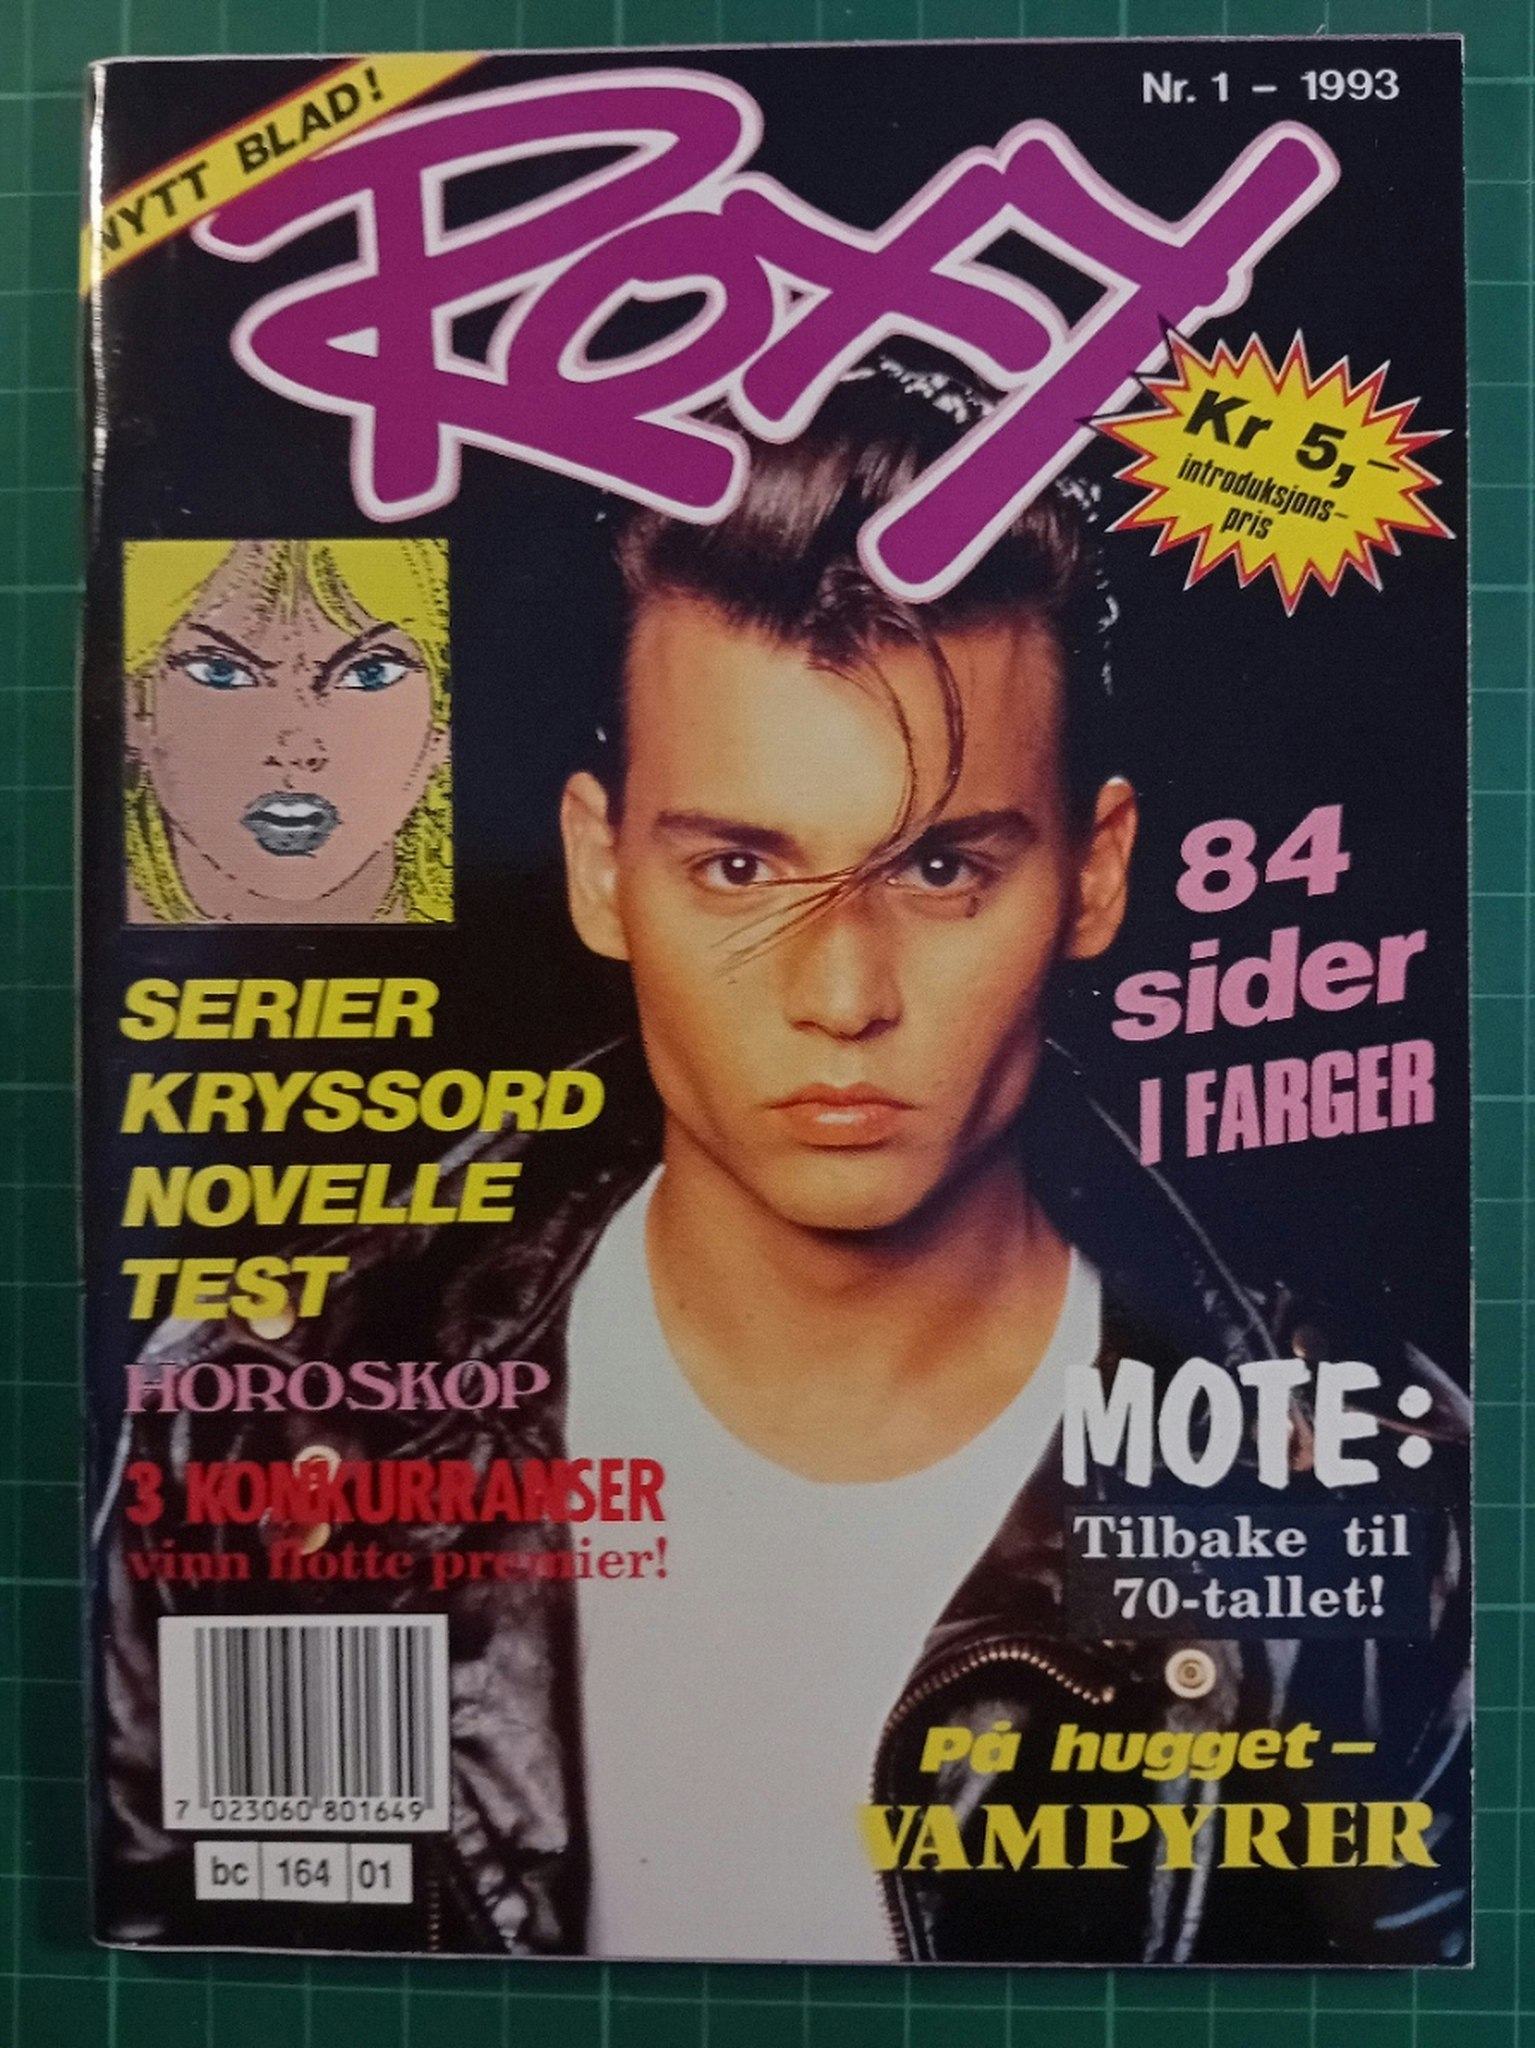 NYTT BLAD!
Nr. 1 – 1993
Roxy
Kr 5,–
introduksjons-
pris
84
sider
I FARGER
SERIER
KRYSSORD
NOVELLE
TEST
HOROSKOP
3 KONKURRANSER
vinn flotte premier!
MOTE:
Tilbake til
70-tallet!
På hugget –
VAMPYRER
7 023060 801649
bc 164 01